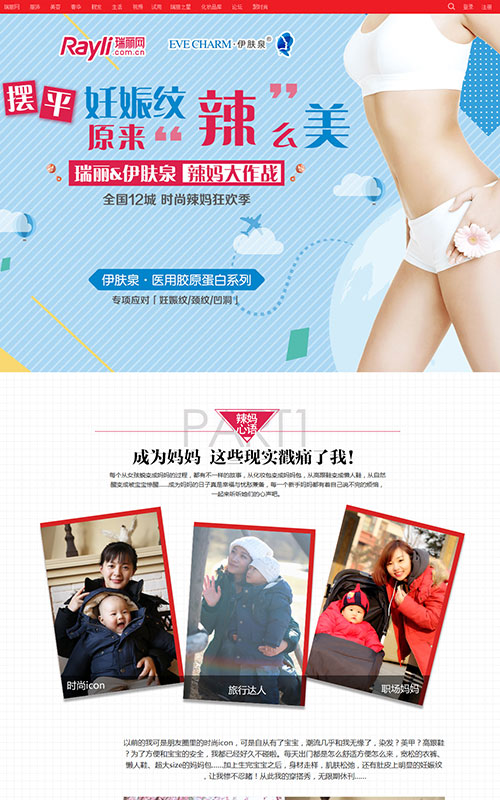 瑞丽网 服饰 美容 奢华 靓生 生活 视频 试用 瑞丽之星 化妆品库 论坛 爱时尚 登录 注册
Rayli 瑞丽网 .com.cn EVE CHARM·伊肤泉®
摆平 妊娠纹
原来“辣”么美
瑞丽&伊肤泉 辣妈大作战
全国12城 时尚辣妈狂欢季
伊肤泉·医用胶原蛋白系列
专项应对「 妊娠纹/颈纹/凹洞 」
PART1
辣妈
心语
成为妈妈 这些现实戳痛了我!
每个从女孩蜕变成妈妈的过程，都有不一样的故事，从化妆包变成妈妈包，从高跟鞋变成懒人鞋，从自然
醒变成被宝宝惊醒......成为妈妈的日子真是幸福与忧愁兼备，每一个新手妈妈都有着自己说不完的烦恼，
一起来听听她们的心声吧。
时尚icon
旅行达人
职场妈妈
以前的我可是朋友圈里的时尚icon，可是自从有了宝宝，潮流几乎和我无缘了，染发？美甲？高跟鞋
？为了方便和宝宝的安全，我都已经好久不碰啦。每天出门都是怎么舒适方便怎么来，宽松的衣裤、
懒人鞋、超大size的妈妈包......加上生完宝宝之后，身材走样，肌肤松弛，还有肚皮上明显的妊娠纹
，让我惨不忍睹！从此我的穿搭秀，无限期休刊......